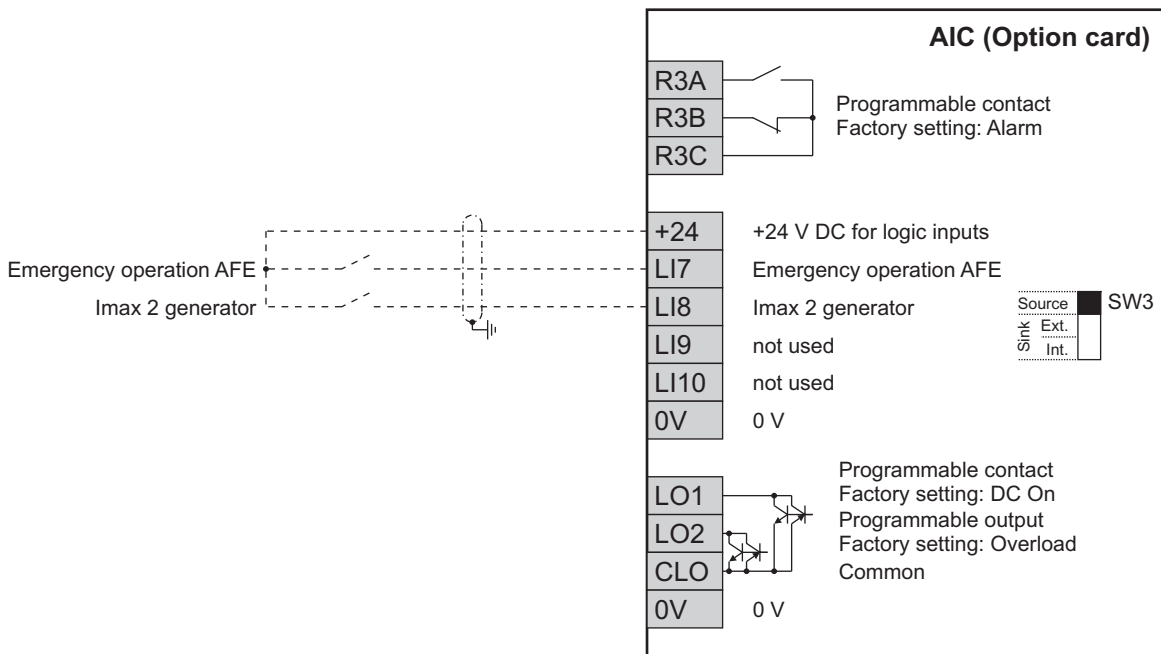 AIC (Option card)
R3A
R3B
R3C
Programmable contact
Factory setting: Alarm
+24
+24 V DC for logic inputs
Emergency operation AFE
LI7
Emergency operation AFE
Imax 2 generator
LI8
Imax 2 generator
LI9
not used
LI10
not used
0V
0 V
Source
SW3
Sink
Ext.
Int.
LO1
LO2
CLO
0V
Programmable contact
Factory setting: DC On
Programmable output
Factory setting: Overload
Common
0 V